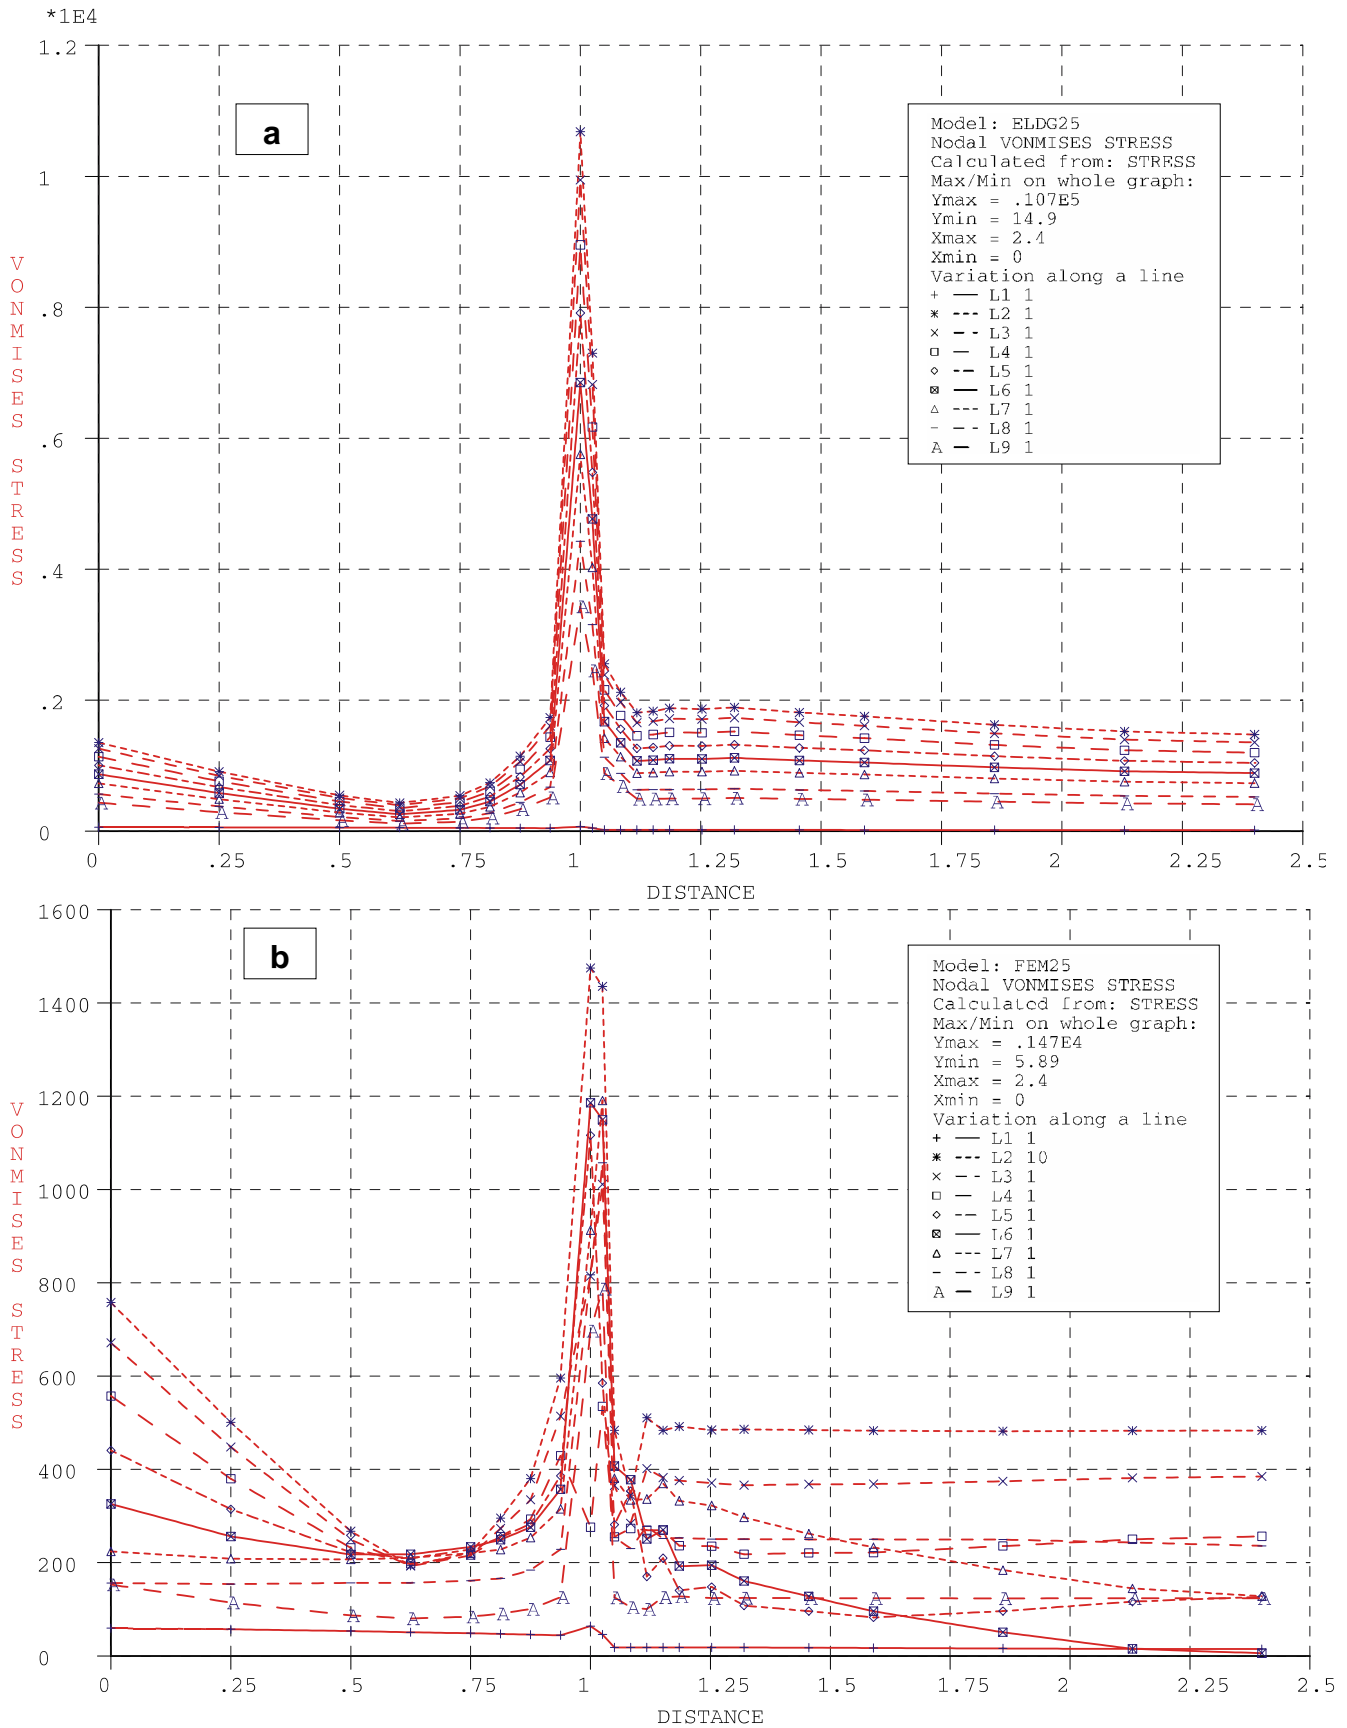 *1E4
1.2
1
.8
.6
.4
.2
0
VONMISES STRESS
a
Model: ELDG25
Nodal VONMISES STRESS
Calculated from: STRESS
Max/Min on whole graph:
Ymax = .107E5
Ymin = 14.9
Xmax = 2.4
Xmin = 0
Variation along a line
L1 1
L2 1
L3 1
L4 1
L5 1
L6 1
L7 1
L8 1
L9 1
0 .25 .5 .75 1 1.25 1.5 1.75 2 2.25 2.5
DISTANCE
1600
1400
1200
1000
800
600
400
200
0
VONMISES STRESS
b
Model: FEM25
Nodal VONMISES STRESS
Calculated from: STRESS
Max/Min on whole graph:
Ymax = .147E4
Ymin = 5.89
Xmax = 2.4
Xmin = 0
Variation along a line
L1 1
L2 10
L3 1
L4 1
L5 1
L6 1
L7 1
L8 1
L9 1
0 .25 .5 .75 1 1.25 1.5 1.75 2 2.25 2.5
DISTANCE